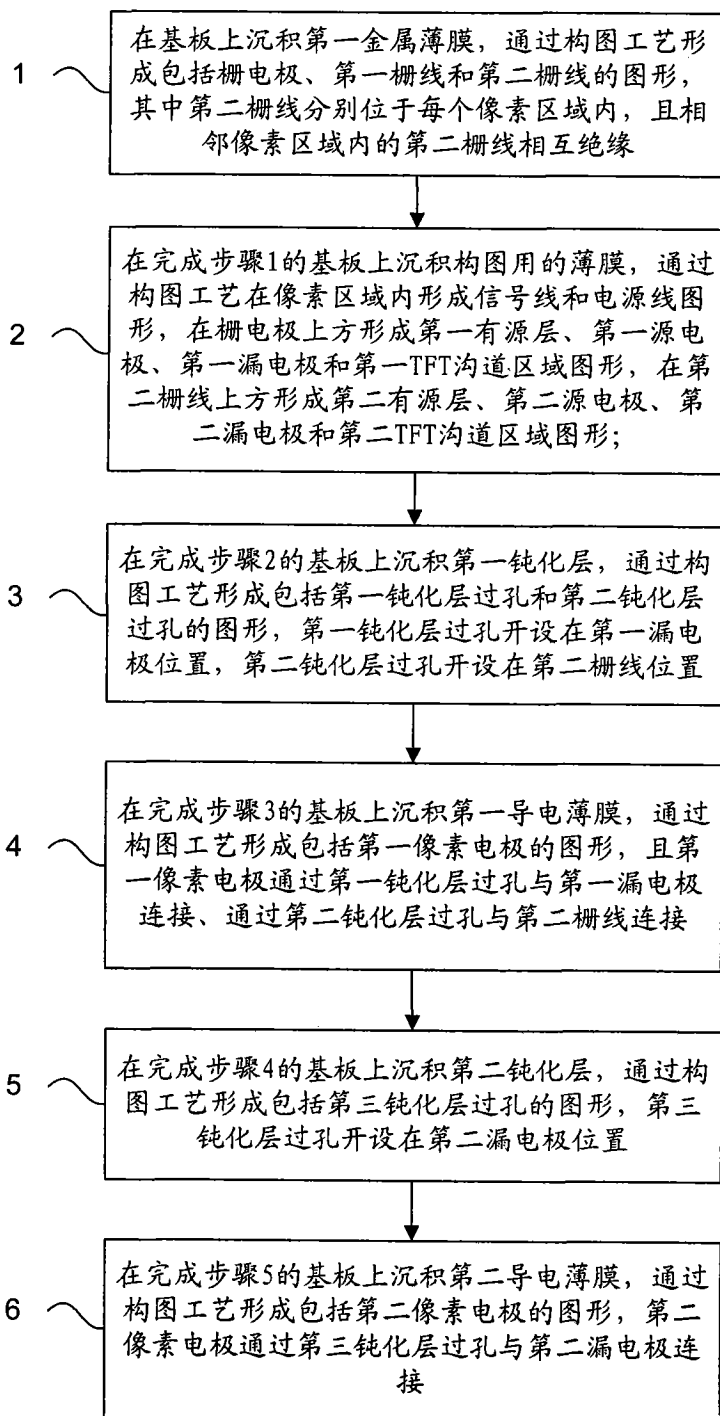 1
在基板上沉积第一金属薄膜，通过构图工艺形
成包括栅电极、第一栅线和第二栅线的图形，
其中第二栅线分别位于每个像素区域内，且相
邻像素区域内的第二栅线相互绝缘
2
在完成步骤1的基板上沉积构图用的薄膜，通过
构图工艺在像素区域内形成信号线和电源线图
形，在栅电极上方形成第一有源层、第一源电
极、第一漏电极和第一TFT沟道区域图形，在第
二栅线上方形成第二有源层、第二源电极、第
二漏电极和第二TFT沟道区域图形；
3
在完成步骤2的基板上沉积第一钝化层，通过构
图工艺形成包括第一钝化层过孔和第二钝化层
过孔的图形，第一钝化层过孔开设在第一漏电
极位置，第二钝化层过孔开设在第二栅线位置
4
在完成步骤3的基板上沉积第一导电薄膜，通过
构图工艺形成包括第一像素电极的图形，且第
一像素电极通过第一钝化层过孔与第一漏电极
连接、通过第二钝化层过孔与第二栅线连接
5
在完成步骤4的基板上沉积第二钝化层，通过构
图工艺形成包括第三钝化层过孔的图形，第三
钝化层过孔开设在第二漏电极位置
6
在完成步骤5的基板上沉积第二导电薄膜，通过
构图工艺形成包括第二像素电极的图形，第二
像素电极通过第三钝化层过孔与第二漏电极连
接